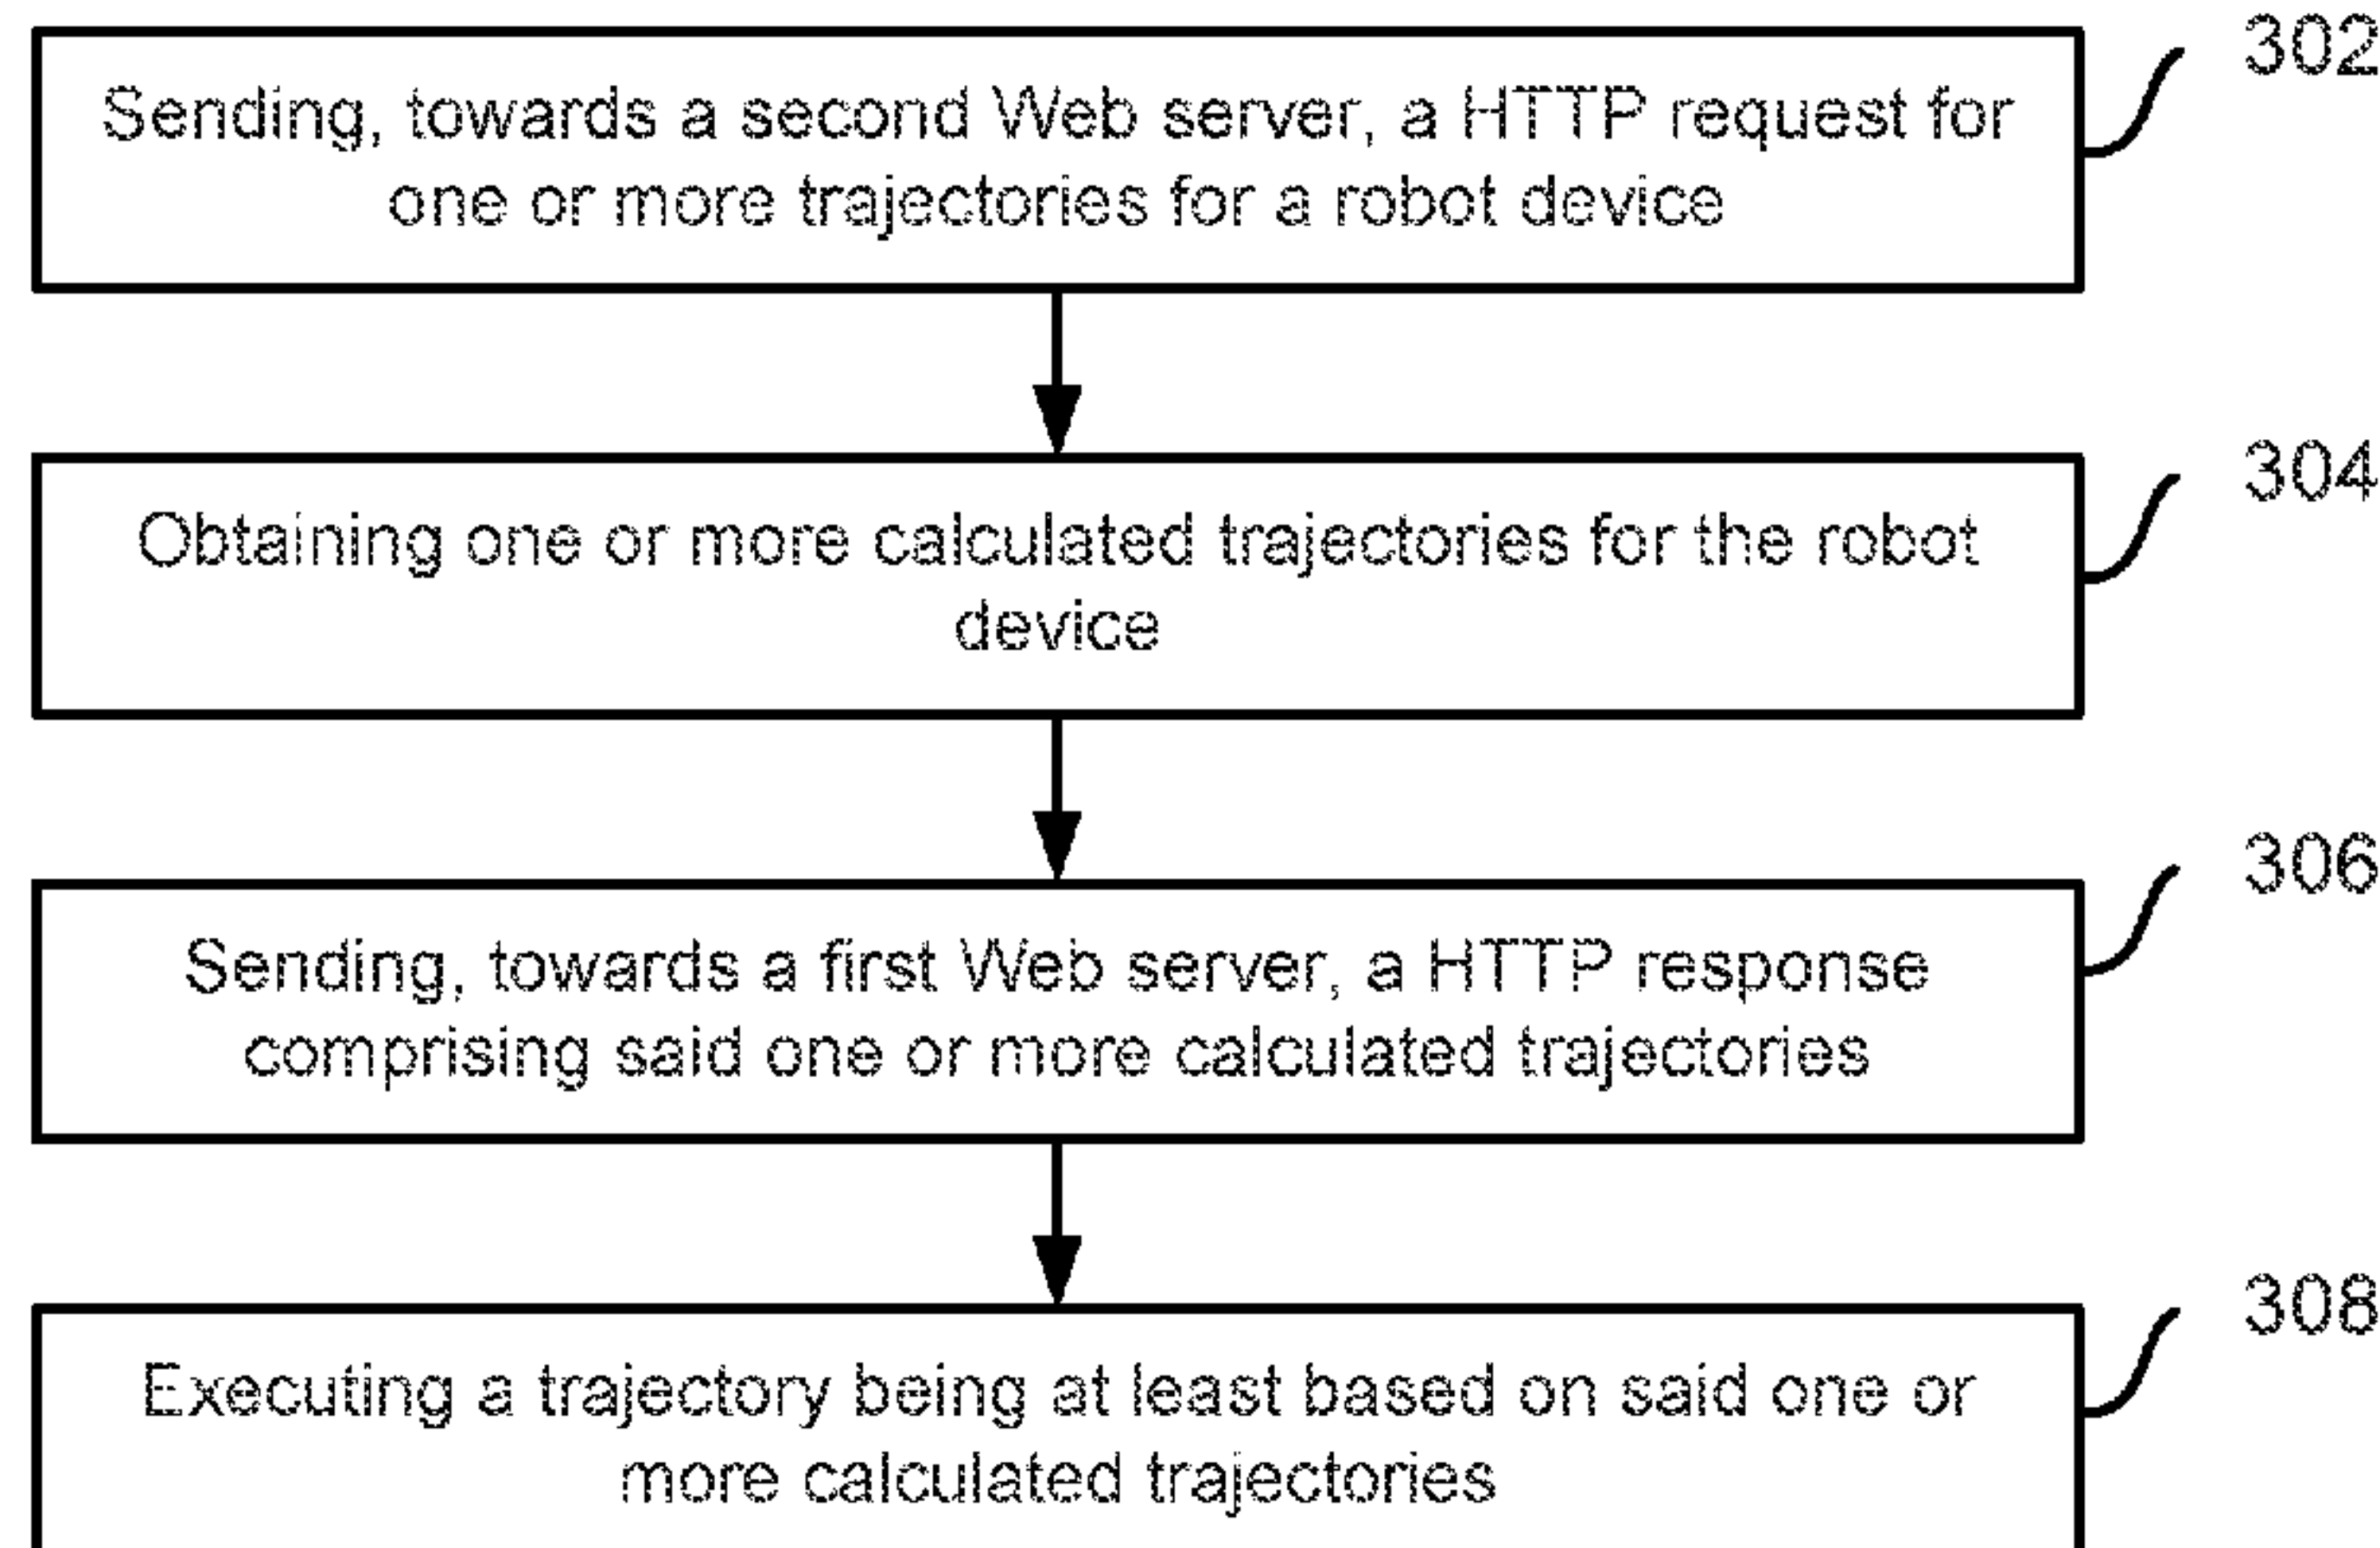 302
Sending, towards a second Web server, a HTTP request for
one or more trajectories for a robot device
304
Obtaining one or more calculated trajectories for the robot
device
306
Sending, towards a first Web server, a HTTP response
comprising said one or more calculated trajectories
308
Executing a trajectory being at least based on said one or
more calculated trajectories